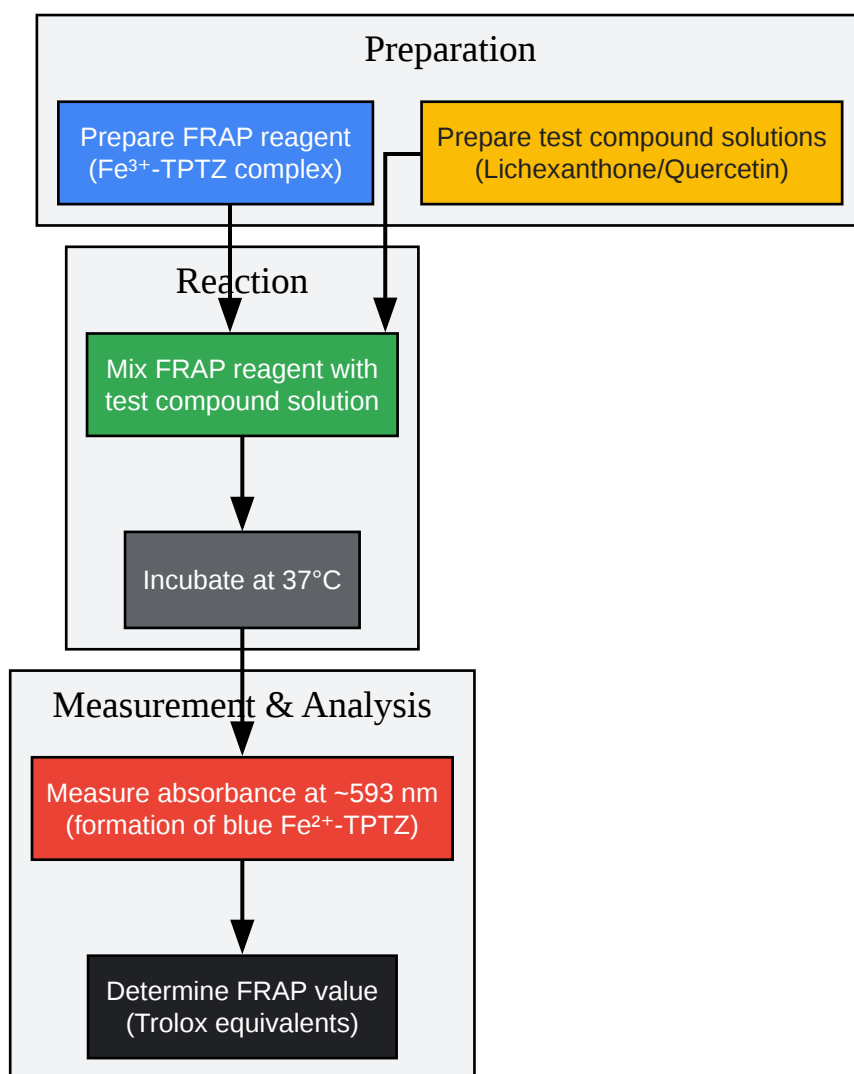 Preparation
Prepare FRAP reagent
(Fe³⁺-TPTZ complex)
Prepare test compound solutions
(Lichexanthone/Quercetin)
Reaction
Mix FRAP reagent with
test compound solution
Incubate at 37°C
Measurement & Analysis
Measure absorbance at ~593 nm
(formation of blue Fe²⁺-TPTZ)
Determine FRAP value
(Trolox equivalents)